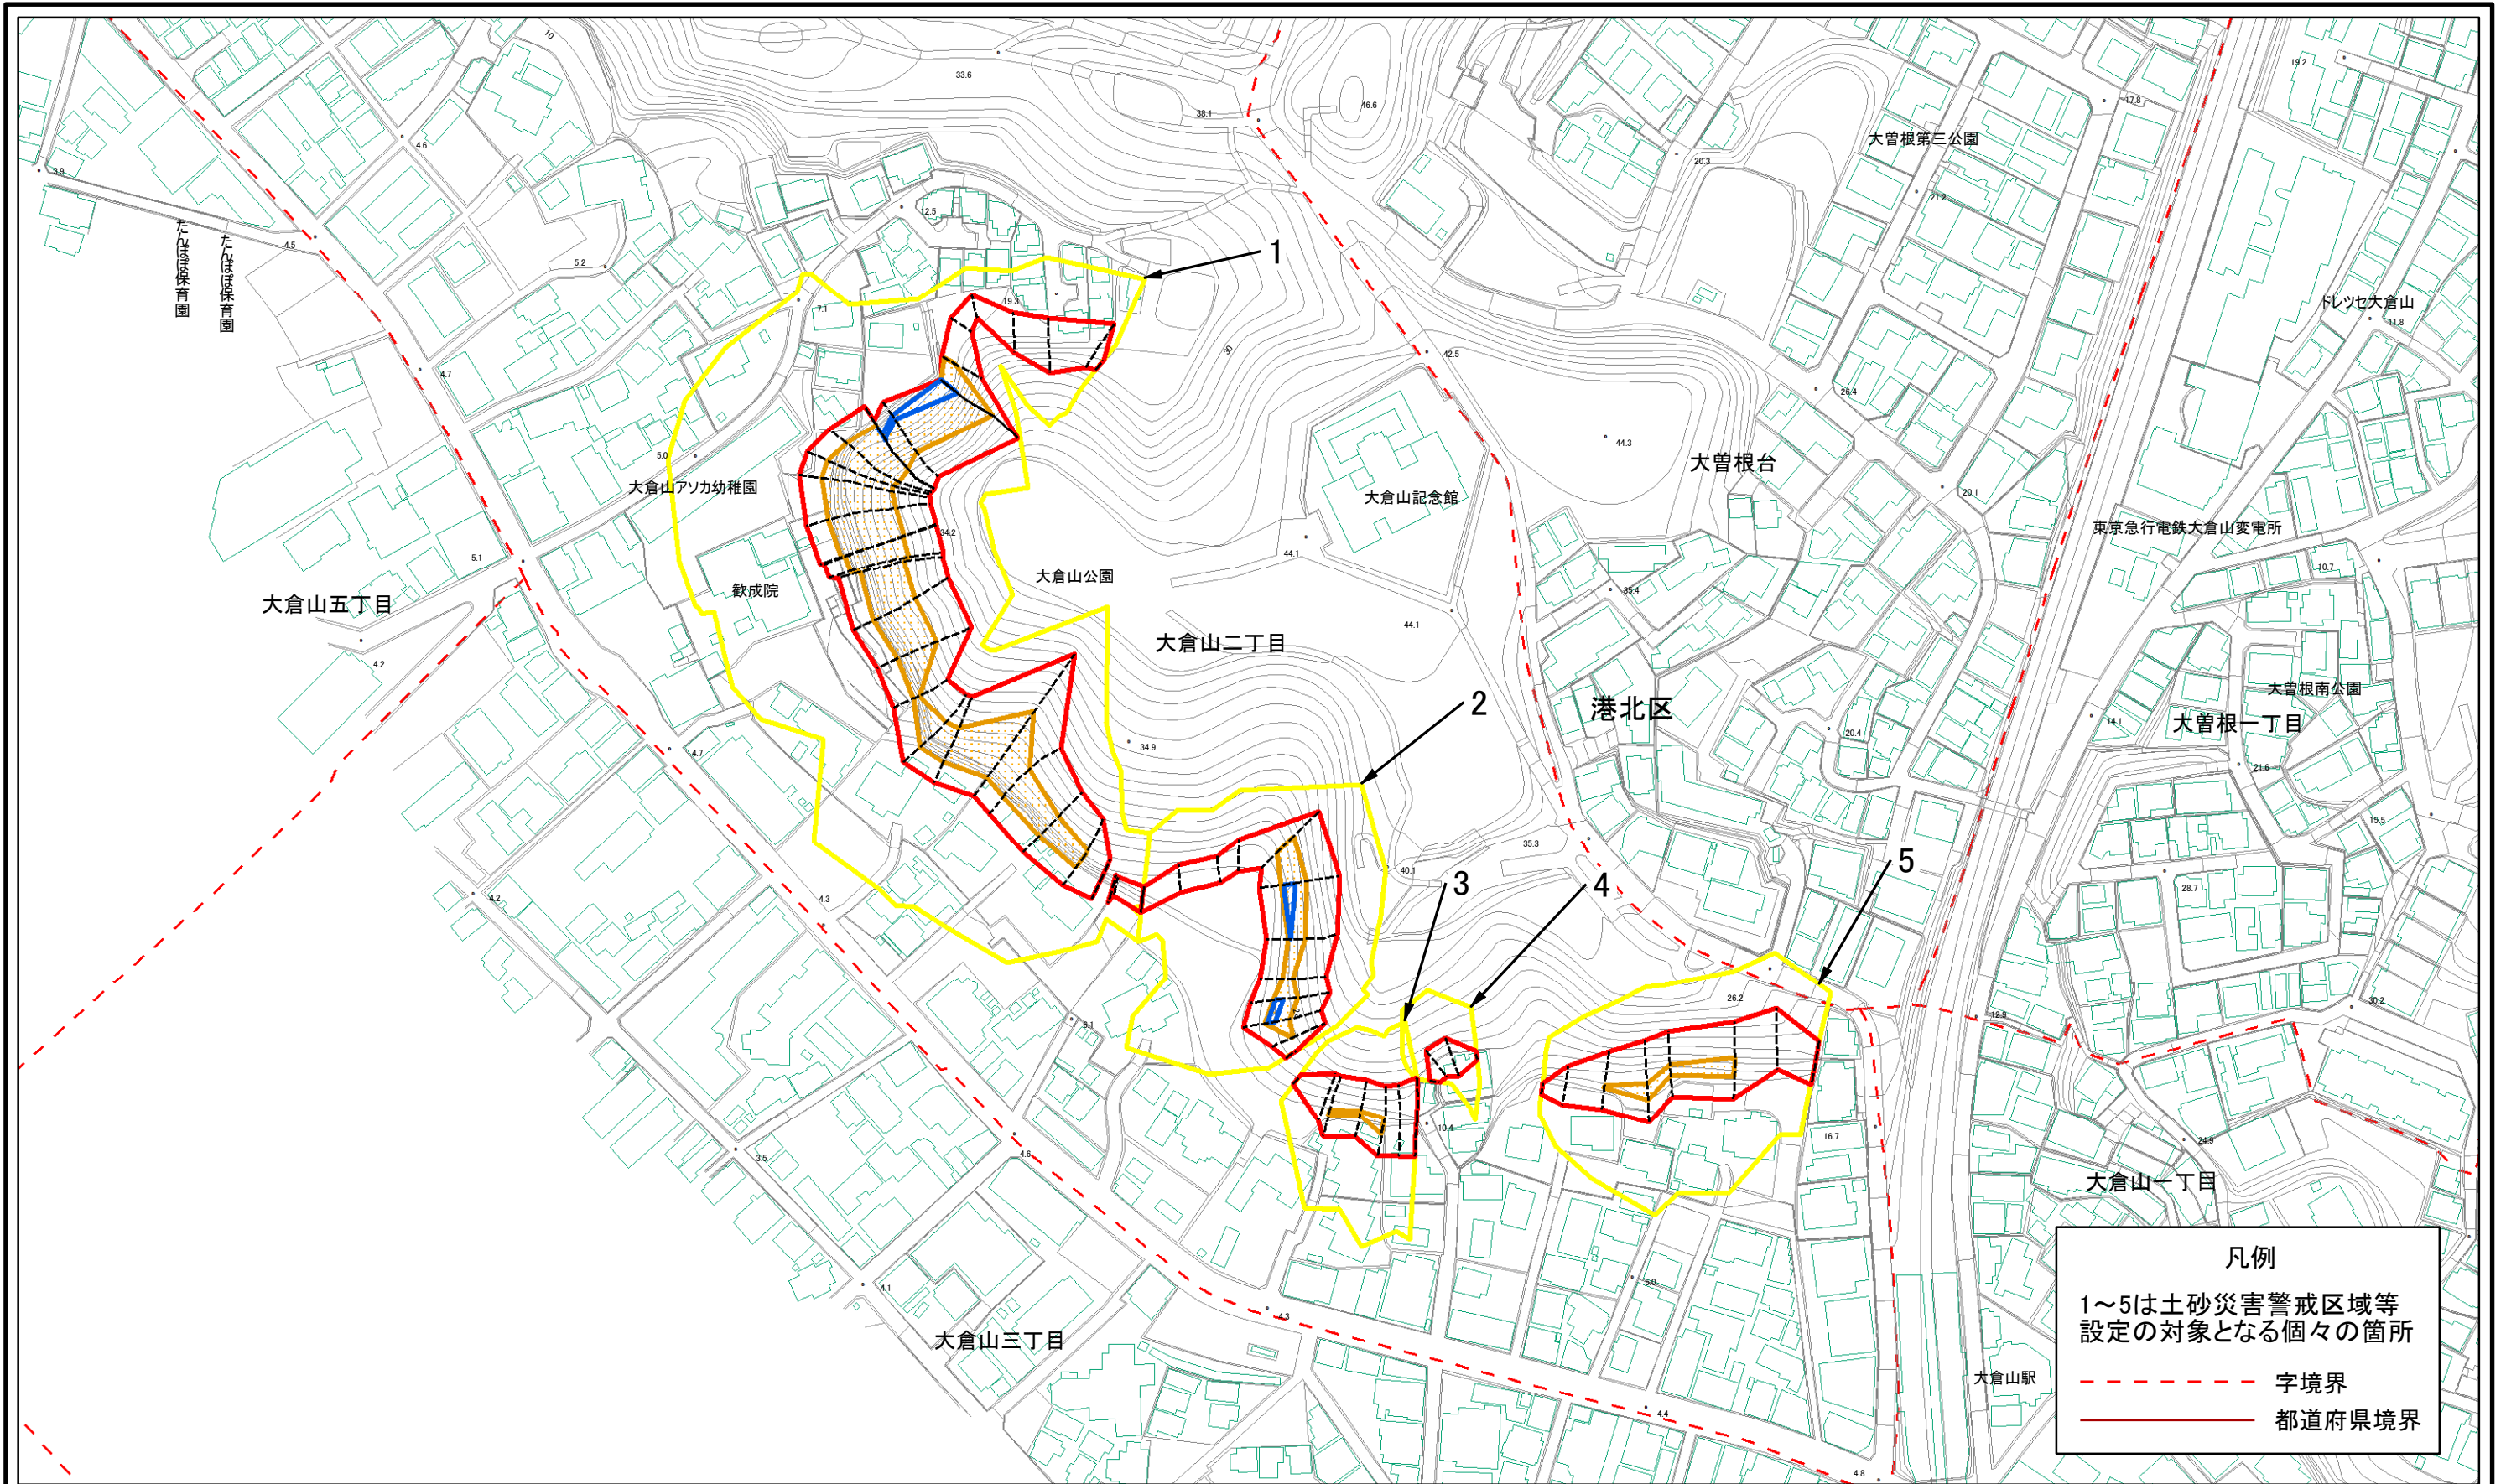 10
33.6
46.6
38.1
19.2
17.8
大曽根第三公園
4.6
3.9
20.3
21.2
12.5
たんぽぽ保育園
たんぽぽ保育園
4.5
5.2
1
ドレッセ大倉山
11.8
19.3
7.1
30
42.5
4.7
26.4
44.3
5.0
大曽根台
大倉山アソカ幼稚園
大倉山記念館
20.1
東京急行電鉄大倉山変電所
34.2
44.1
5.1
大倉山公園
10.7
歓成院
35.4
大倉山五丁目
44.1
大倉山二丁目
4.2
大曽根南公園
2
港北区
14.1
大曽根一丁目
20.4
34.9
4.7
21.6
15.5
35.3
40.1
5
3
4
28.7
4.2
4.3
26.2
30.2
12.9
6.1
20
10.4
16.7
24.9
3.5
4.6
大倉山一丁目
凡例
1～5は土砂災害警戒区域等
設定の対象となる個々の箇所
字境界
都道府県境界
5.0
4.1
4.3
大倉山三丁目
大倉山駅
4.4
4.8